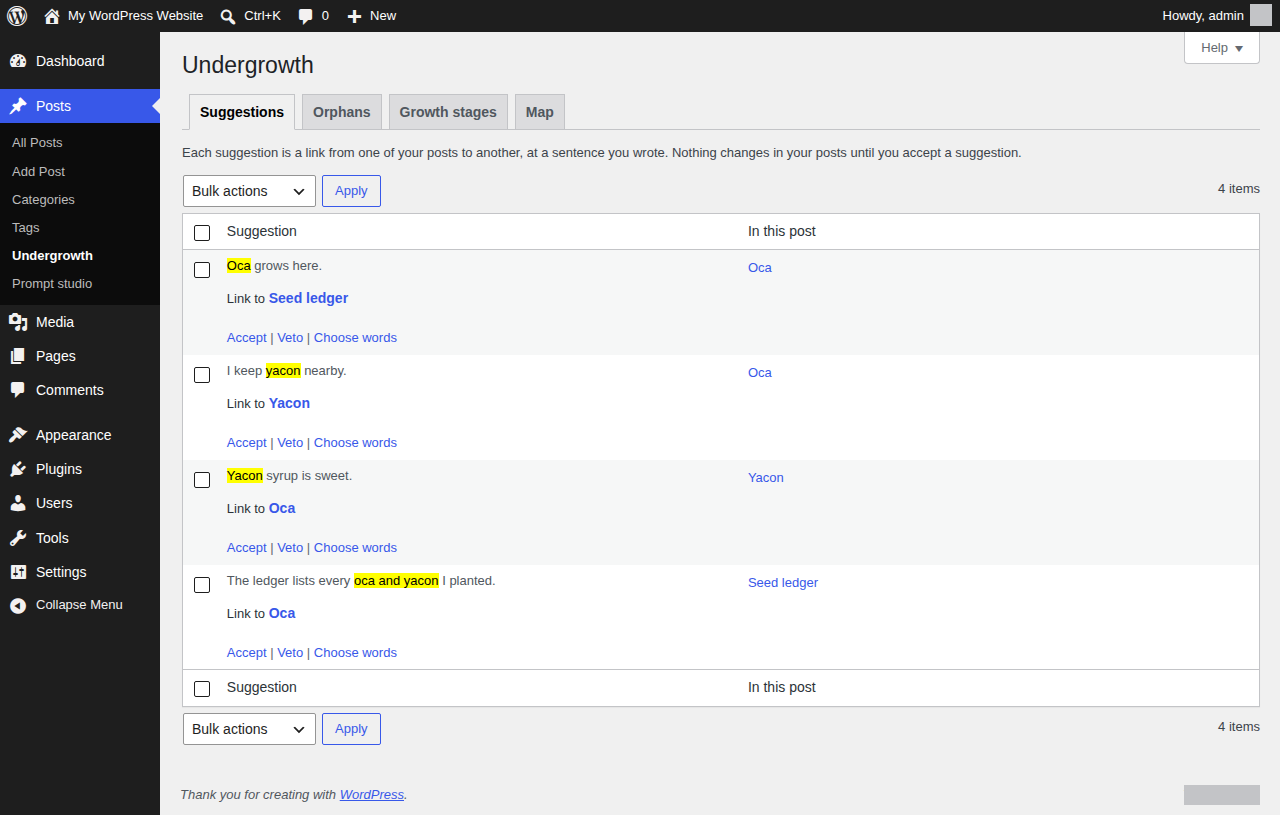 My WordPress Website Ctrl+K 0 New Howdy, admin
Help
Dashboard
Posts
All Posts
Add Post
Categories
Tags
Undergrowth
Prompt studio
Media
Pages
Comments
Appearance
Plugins
Users
Tools
Settings
Collapse Menu
Undergrowth
Suggestions Orphans Growth stages Map
Each suggestion is a link from one of your posts to another, at a sentence you wrote. Nothing changes in your posts until you accept a suggestion.
Bulk actions Apply 4 items
Suggestion In this post
Oca grows here. Oca
Link to Seed ledger
Accept | Veto | Choose words
I keep yacon nearby. Oca
Link to Yacon
Accept | Veto | Choose words
Yacon syrup is sweet. Yacon
Link to Oca
Accept | Veto | Choose words
The ledger lists every oca and yacon I planted. Seed ledger
Link to Oca
Accept | Veto | Choose words
Suggestion In this post
Bulk actions Apply 4 items
Thank you for creating with WordPress.